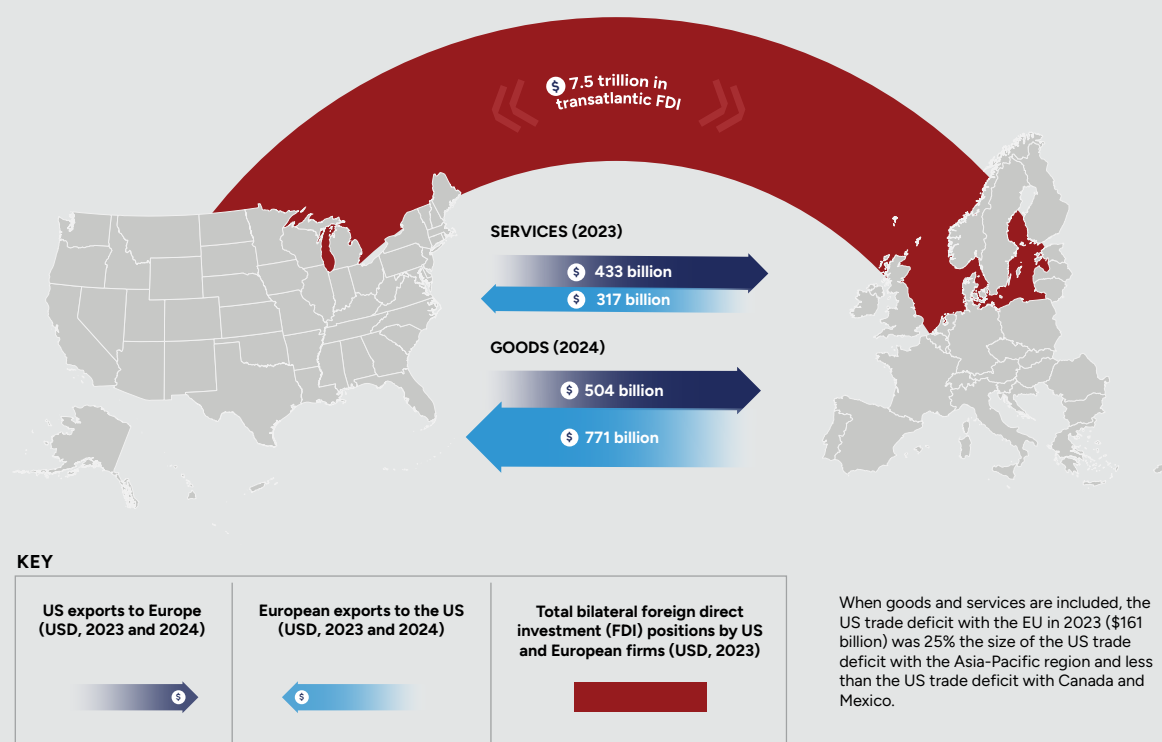 $ 7.5 trillion in
transatlantic FDI
SERVICES (2023)
$ 433 billion
$ 317 billion
GOODS (2024)
$ 504 billion
$ 771 billion
KEY
US exports to Europe
(USD, 2023 and 2024)
$
European exports to the US
(USD, 2023 and 2024)
$
Total bilateral foreign direct
investment (FDI) positions by US
and European firms (USD, 2023)
When goods and services are included, the
US trade deficit with the EU in 2023 ($161
billion) was 25% the size of the US trade
deficit with the Asia-Pacific region and less
than the US trade deficit with Canada and
Mexico.